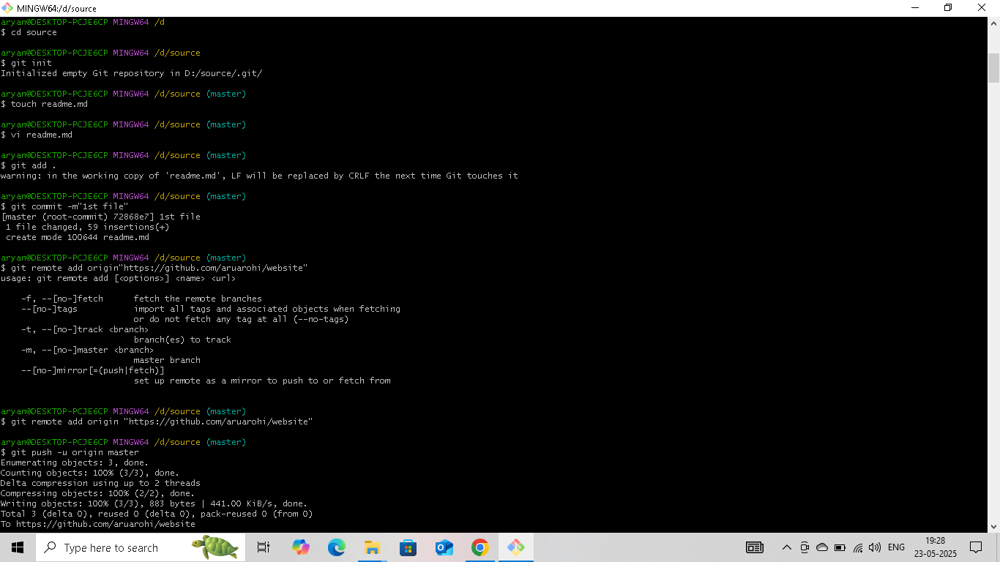 MINGW64:/d/source
aryan@DESKTOP-PCJE6CP MINGW64 /d
$ cd source
aryan@DESKTOP-PCJE6CP MINGW64 /d/source
$ git init
Initialized empty Git repository in D:/source/.git/
aryan@DESKTOP-PCJE6CP MINGW64 /d/source (master)
$ touch readme.md
aryan@DESKTOP-PCJE6CP MINGW64 /d/source (master)
$ vi readme.md
aryan@DESKTOP-PCJE6CP MINGW64 /d/source (master)
$ git add .
warning: in the working copy of 'readme.md', LF will be replaced by CRLF the next time Git touches it
aryan@DESKTOP-PCJE6CP MINGW64 /d/source (master)
$ git commit -m"1st file"
[master (root-commit) 72868e7] 1st file
1 file changed, 59 insertions(+)
create mode 100644 readme.md
aryan@DESKTOP-PCJE6CP MINGW64 /d/source (master)
$ git remote add origin"https://github.com/aruarohi/website"
usage: git remote add [<options>] <name> <url>
-f, --[no-]fetch fetch the remote branches
--[no-]tags import all tags and associated objects when fetching
or do not fetch any tag at all (--no-tags)
-t, --[no-]track <branch>
branch(es) to track
-m, --[no-]master <branch>
master branch
--[no-]mirror[=(push|fetch)]
set up remote as a mirror to push to or fetch from
aryan@DESKTOP-PCJE6CP MINGW64 /d/source (master)
$ git remote add origin "https://github.com/aruarohi/website"
aryan@DESKTOP-PCJE6CP MINGW64 /d/source (master)
$ git push -u origin master
Enumerating objects: 3, done.
Counting objects: 100% (3/3), done.
Delta compression using up to 2 threads
Compressing objects: 100% (2/2), done.
Writing objects: 100% (3/3), 883 bytes | 441.00 KiB/s, done.
Total 3 (delta 0), reused 0 (delta 0), pack-reused 0 (from 0)
To https://github.com/aruarohi/website
Type here to search
ENG
19:28
23-05-2025